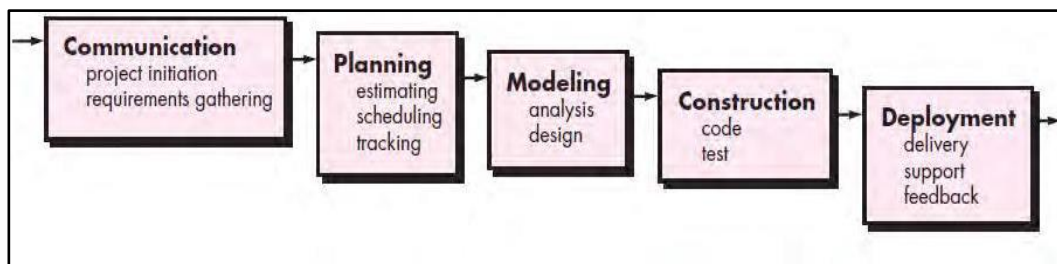 Communication
project initiation
requirements gathering
Planning
estimating
scheduling
tracking
Modeling
analysis
design
Construction
code
test
Deployment
delivery
support
feedback